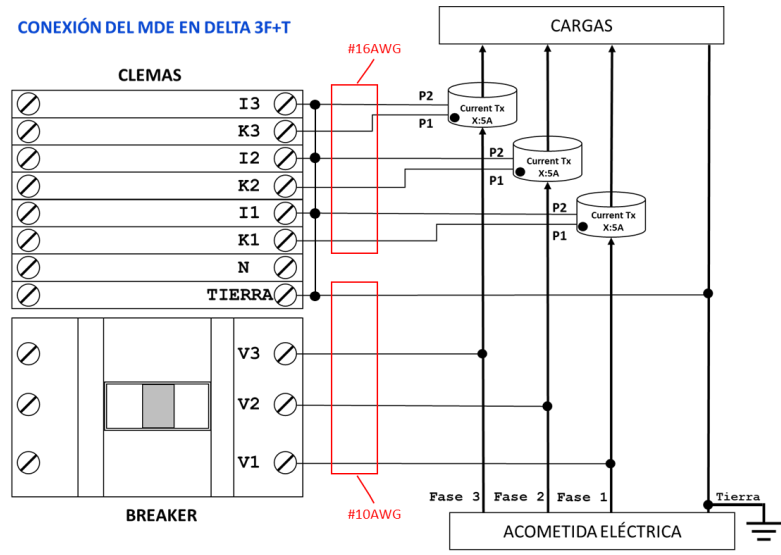 CONEXIÓN DEL MDE EN DELTA 3F+T
CARGAS
#16AWG
CLEMAS
I3
K3
I2
K2
I1
K1
N
TIERRA
P2
P1
Current Tx
X:5A
P2
P1
Current Tx
X:5A
P2
P1
Current Tx
X:5A
V3
V2
V1
BREAKER
#10AWG
Fase 3
Fase 2
Fase 1
Tierra
ACOMETIDA ELÉCTRICA